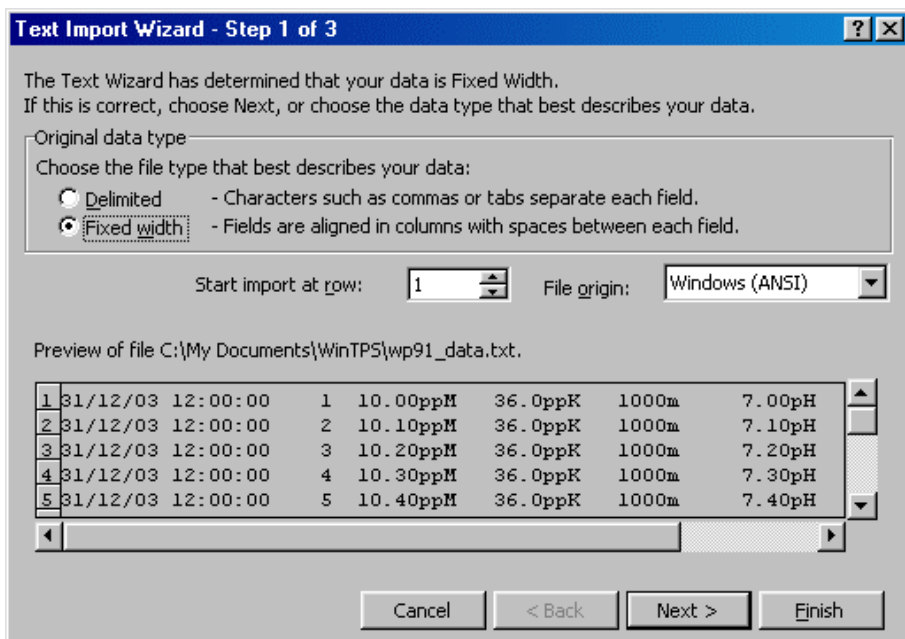 Text Import Wizard - Step 1 of 3
The Text Wizard has determined that your data is Fixed Width.
If this is correct, choose Next, or choose the data type that best describes your data.
Original data type
Choose the file type that best describes your data:
Delimited - Characters such as commas or tabs separate each field.
Fixed width - Fields are aligned in columns with spaces between each field.
Start import at row: 1 File origin: Windows (ANSI)
Preview of file C:\My Documents\WinTPS\wp91_data.txt.
1 31/12/03 12:00:00 1 10.00ppM 36.0ppK 1000m 7.00pH
2 31/12/03 12:00:00 2 10.10ppM 36.0ppK 1000m 7.10pH
3 31/12/03 12:00:00 3 10.20ppM 36.0ppK 1000m 7.20pH
4 31/12/03 12:00:00 4 10.30ppM 36.0ppK 1000m 7.30pH
5 31/12/03 12:00:00 5 10.40ppM 36.0ppK 1000m 7.40pH
Cancel < Back Next > Finish